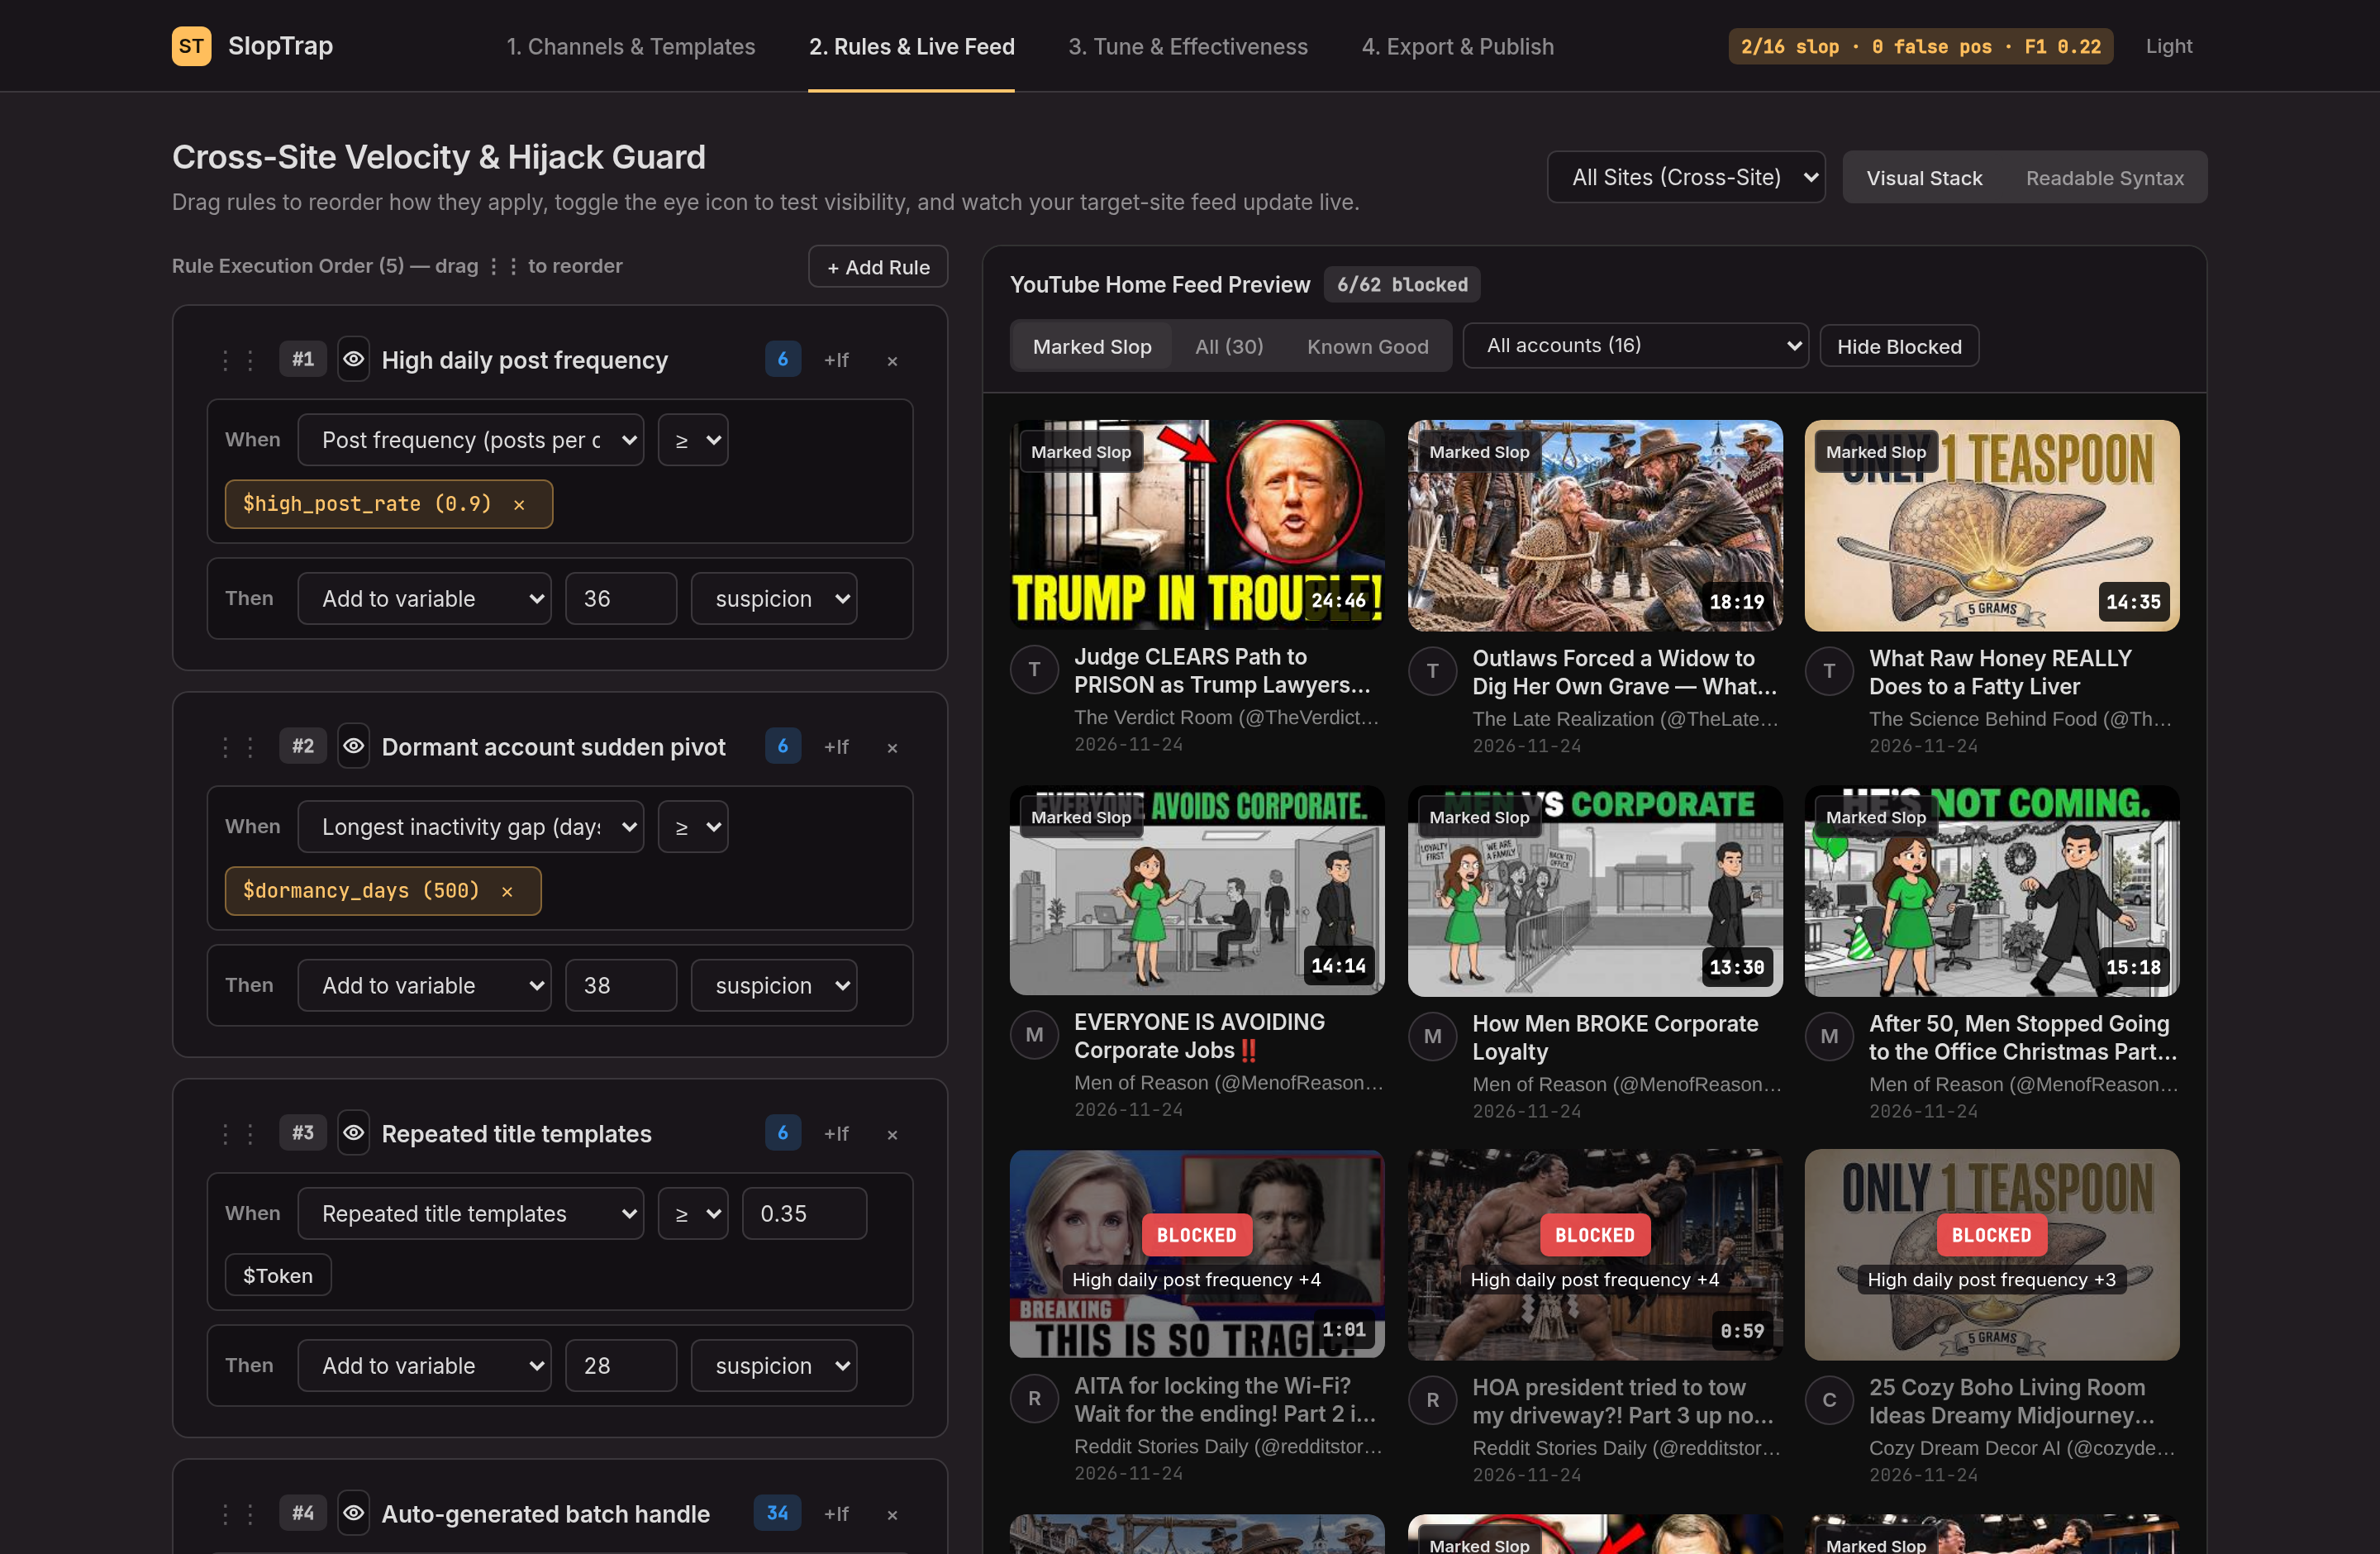 ST SlopTrap
1. Channels & Templates
2. Rules & Live Feed
3. Tune & Effectiveness
4. Export & Publish
2/16 slop · 0 false pos · F1 0.22
Light
Cross-Site Velocity & Hijack Guard
Drag rules to reorder how they apply, toggle the eye icon to test visibility, and watch your target-site feed update live.
All Sites (Cross-Site)
Visual Stack
Readable Syntax
Rule Execution Order (5) — drag ⋮⋮ to reorder
+ Add Rule
#1 High daily post frequency 6 +If ×
When Post frequency (posts per ≥
$high_post_rate (0.9) ×
Then Add to variable 36 suspicion
#2 Dormant account sudden pivot 6 +If ×
When Longest inactivity gap (days ≥
$dormancy_days (500) ×
Then Add to variable 38 suspicion
#3 Repeated title templates 6 +If ×
When Repeated title templates ≥ 0.35
$Token
Then Add to variable 28 suspicion
#4 Auto-generated batch handle 34 +If ×
YouTube Home Feed Preview 6/62 blocked
Marked Slop
All (30)
Known Good
All accounts (16)
Hide Blocked
Marked Slop
TRUMP IN TROUBLE!
24:46
T
Judge CLEARS Path to
PRISON as Trump Lawyers...
The Verdict Room (@TheVerdict...
2026-11-24
Marked Slop
18:19
T
Outlaws Forced a Widow to
Dig Her Own Grave — What...
The Late Realization (@TheLate...
2026-11-24
Marked Slop
ONLY 1 TEASPOON
5 GRAMS
14:35
T
What Raw Honey REALLY
Does to a Fatty Liver
The Science Behind Food (@Th...
2026-11-24
Marked Slop
EVERYONE AVOIDS CORPORATE.
14:14
M
EVERYONE IS AVOIDING
Corporate Jobs ‼️
Men of Reason (@MenofReason...
2026-11-24
Marked Slop
MEN VS CORPORATE
LOYALTY FIRST
WE ARE A FAMILY
BACK TO OFFICE
13:30
M
How Men BROKE Corporate
Loyalty
Men of Reason (@MenofReason...
2026-11-24
Marked Slop
HE'S NOT COMING.
15:18
M
After 50, Men Stopped Going
to the Office Christmas Part...
Men of Reason (@MenofReason...
2026-11-24
BLOCKED
High daily post frequency +4
BREAKING
THIS IS SO TRAGIC!
1:01
R
AITA for locking the Wi-Fi?
Wait for the ending! Part 2 i...
Reddit Stories Daily (@redditstor...
2026-11-24
BLOCKED
High daily post frequency +4
0:59
R
HOA president tried to tow
my driveway?! Part 3 up no...
Reddit Stories Daily (@redditstor...
2026-11-24
ONLY 1 TEASPOON
BLOCKED
High daily post frequency +3
5 GRAMS
C
25 Cozy Boho Living Room
Ideas Dreamy Midjourney...
Cozy Dream Decor AI (@cozyde...
2026-11-24
Marked Slop
Marked Slop